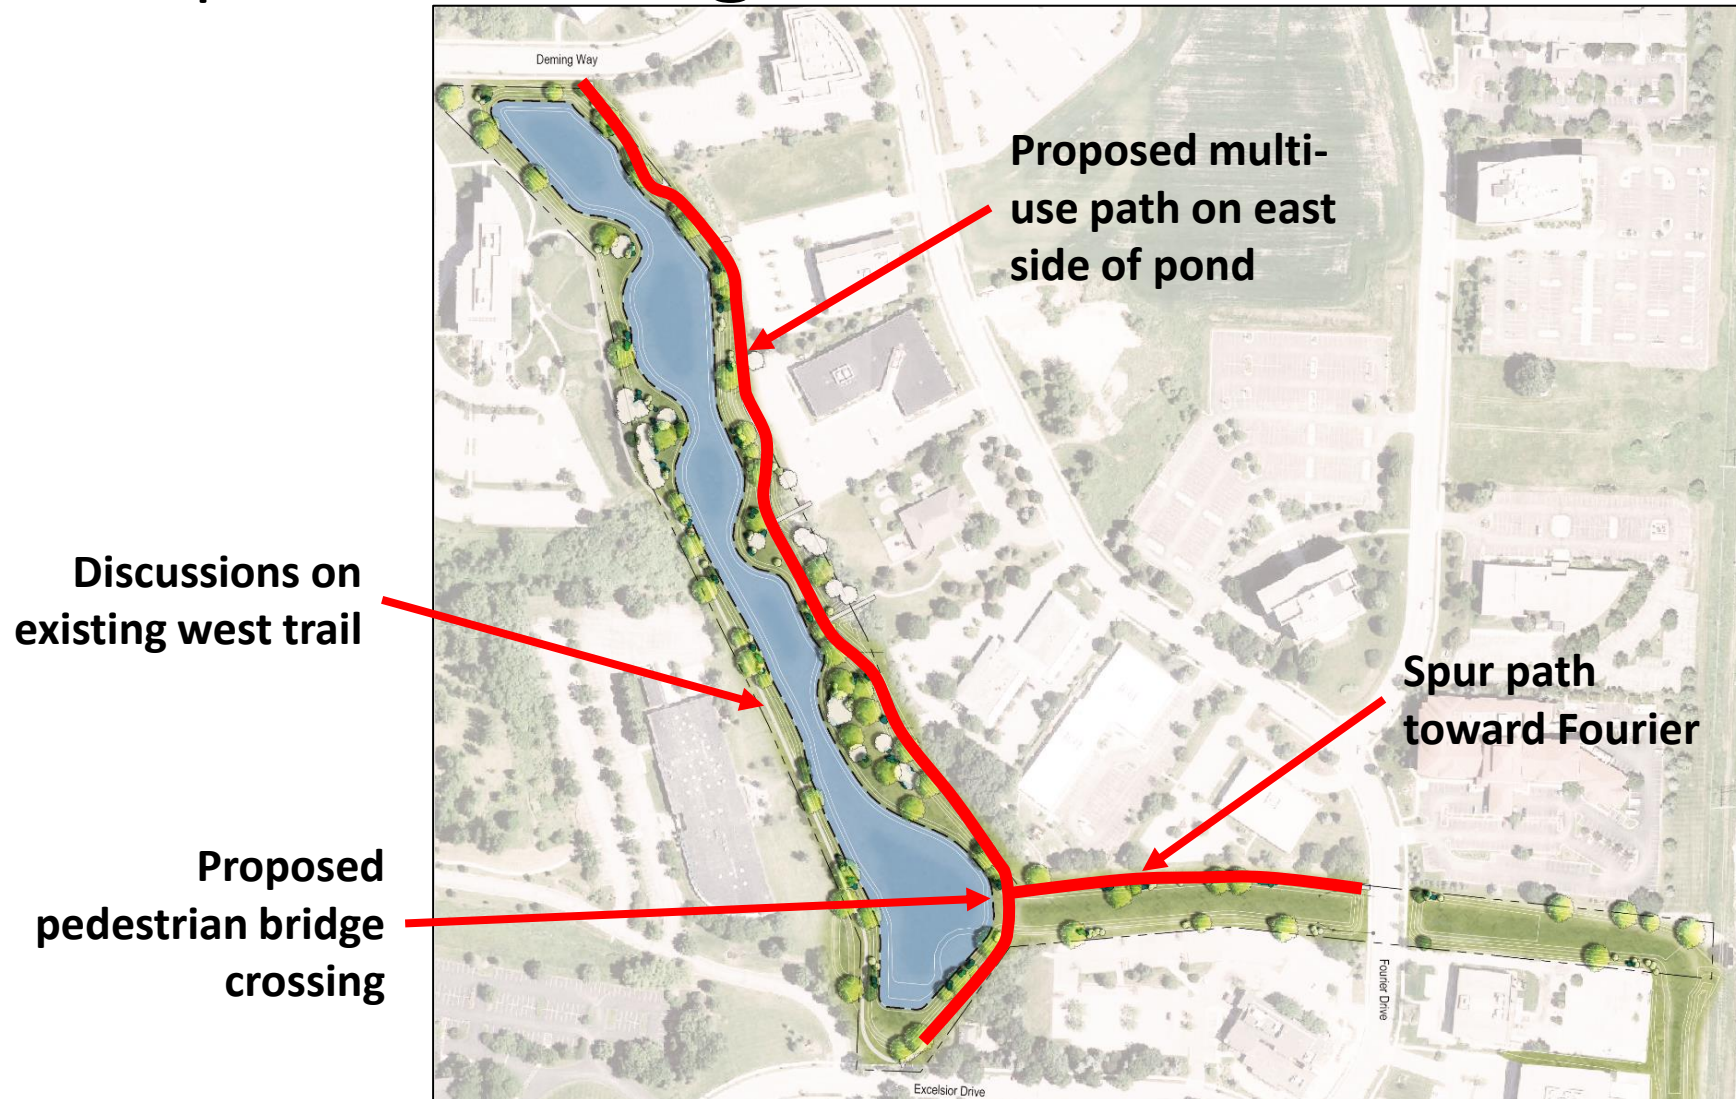 Deming Way
Proposed multi-
use path on east
side of pond
Discussions on
existing west trail
Spur path
toward Fourier
Proposed
pedestrian bridge
crossing
Fourier Drive
Excelsior Drive